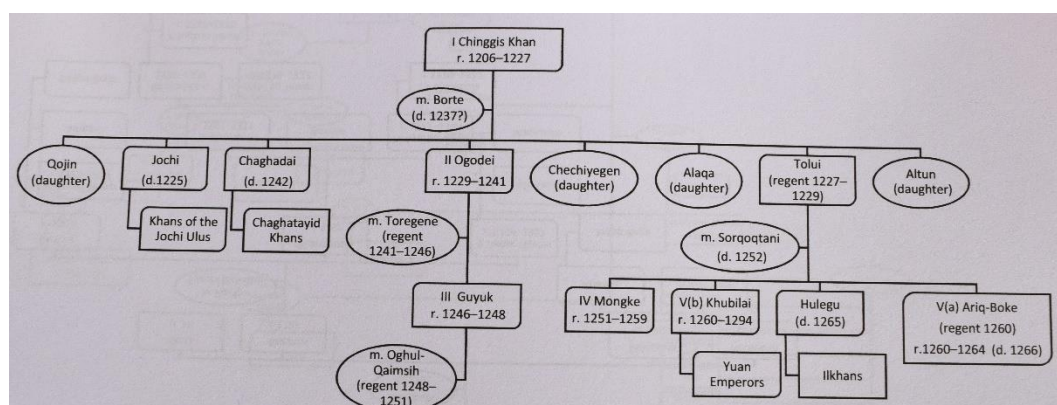 I Chinggis Khan
r. 1206–1227
m. Borte
(d. 1237?)
Qojin
(daughter)
Jochi
(d.1225)
Chaghadai
(d. 1242)
II Ogodei
r. 1229–1241
Chechiyegen
(daughter)
Alaqa
(daughter)
Tolui
(regent 1227–
1229)
Altun
(daughter)
Khans of the
Jochi Ulus
Chaghatayid
Khans
m. Toregene
(regent
1241–1246)
m. Sorqoqtani
(d. 1252)
III Guyuk
r. 1246–1248
IV Mongke
r. 1251–1259
V(b) Khubilai
r. 1260–1294
Hulegu
(d. 1265)
V(a) Ariq-Boke
(regent 1260)
r.1260–1264 (d. 1266)
m. Oghul-
Qaimsih
(regent 1248–
1251)
Yuan
Emperors
Ilkhans